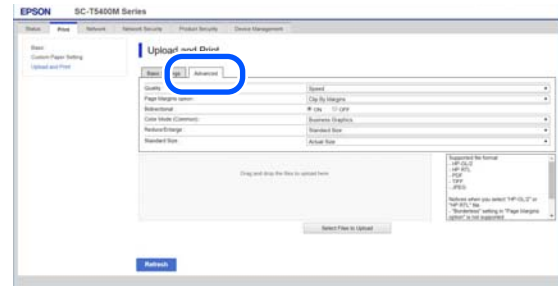 EPSON SC-T5400M Series
Status Print Network Network Security Product Security Device Management
Basic
Custom Paper Setting
Upload and Print
Upload and Print
Basic Advanced
Quality Speed
Page Margins option: Clip By Margins
Bidirectional ON OFF
Color Mode (Common): Business Graphics
Reduce/Enlarge: Standard Size
Standard Size: Actual Size
Drag and drop the files to upload here
Supported file format
- HP-GL/2
- HP RTL
- PDF
- TIFF
- JPEG
Notices when you select "HP-GL/2" or
"HP RTL" file
- "Borderless" setting in "Page Margins
option" is not supported
Select Files to Upload
Refresh